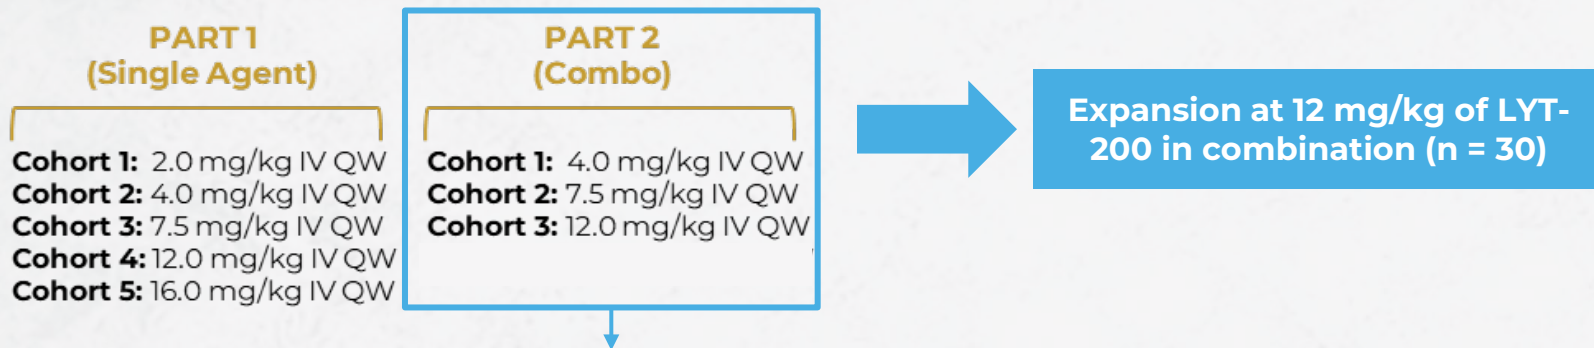 PART 1
(Single Agent)
Cohort 1: 2.0 mg/kg IV QW
Cohort 2: 4.0 mg/kg IV QW
Cohort 3: 7.5 mg/kg IV QW
Cohort 4: 12.0 mg/kg IV QW
Cohort 5: 16.0 mg/kg IV QW
PART 2
(Combo)
Cohort 1: 4.0 mg/kg IV QW
Cohort 2: 7.5 mg/kg IV QW
Cohort 3: 12.0 mg/kg IV QW
Expansion at 12 mg/kg of LYT-
200 in combination (n = 30)